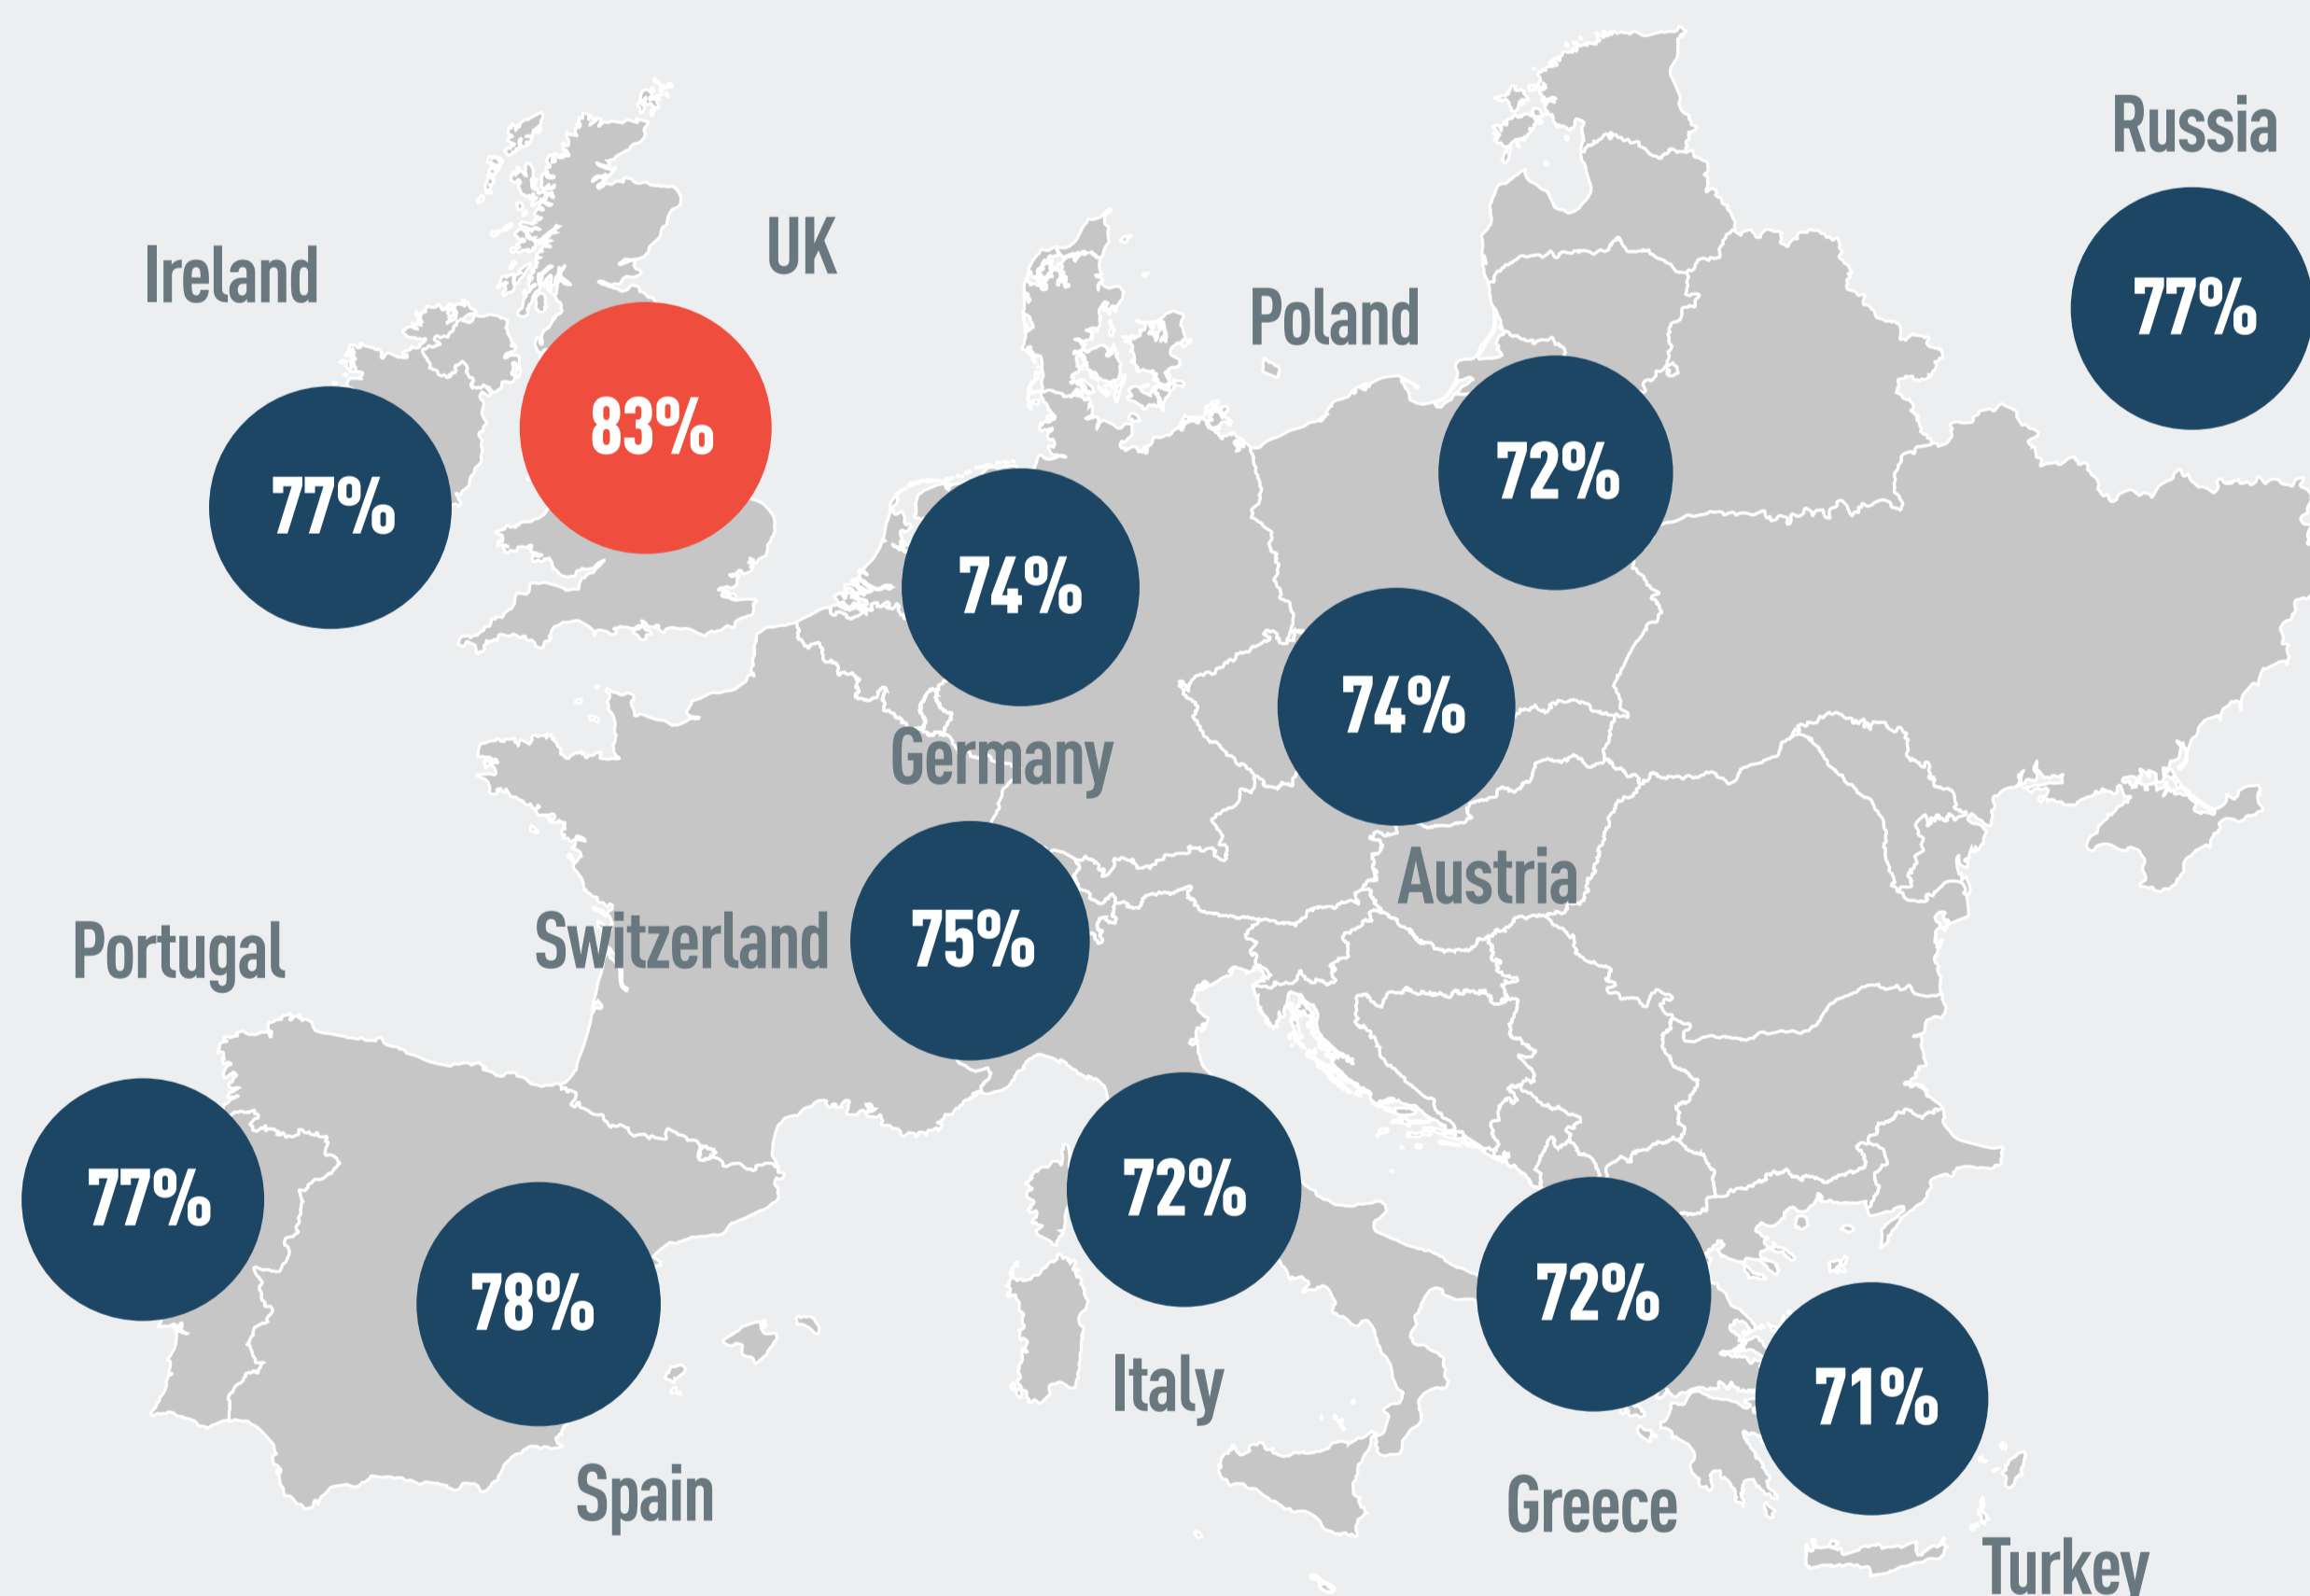 Russia
77%
UK
83%
Ireland
77%
Poland
72%
74%
Germany
74%
Austria
Switzerland
75%
Portugal
77%
78%
Spain
72%
Italy
72%
Greece
71%
Turkey